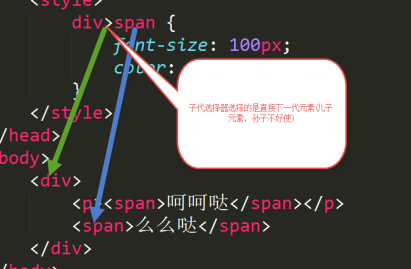 <style>
div>span {
font-size: 100px;
color:
}
</style>
</head>
<body>
<div>
<p><span>呵呵哒</span></p>
<span>么么哒</span>
</div>
</body>
子代选择器选择的是直接下一代元素(儿子
元素，孙子不好使)